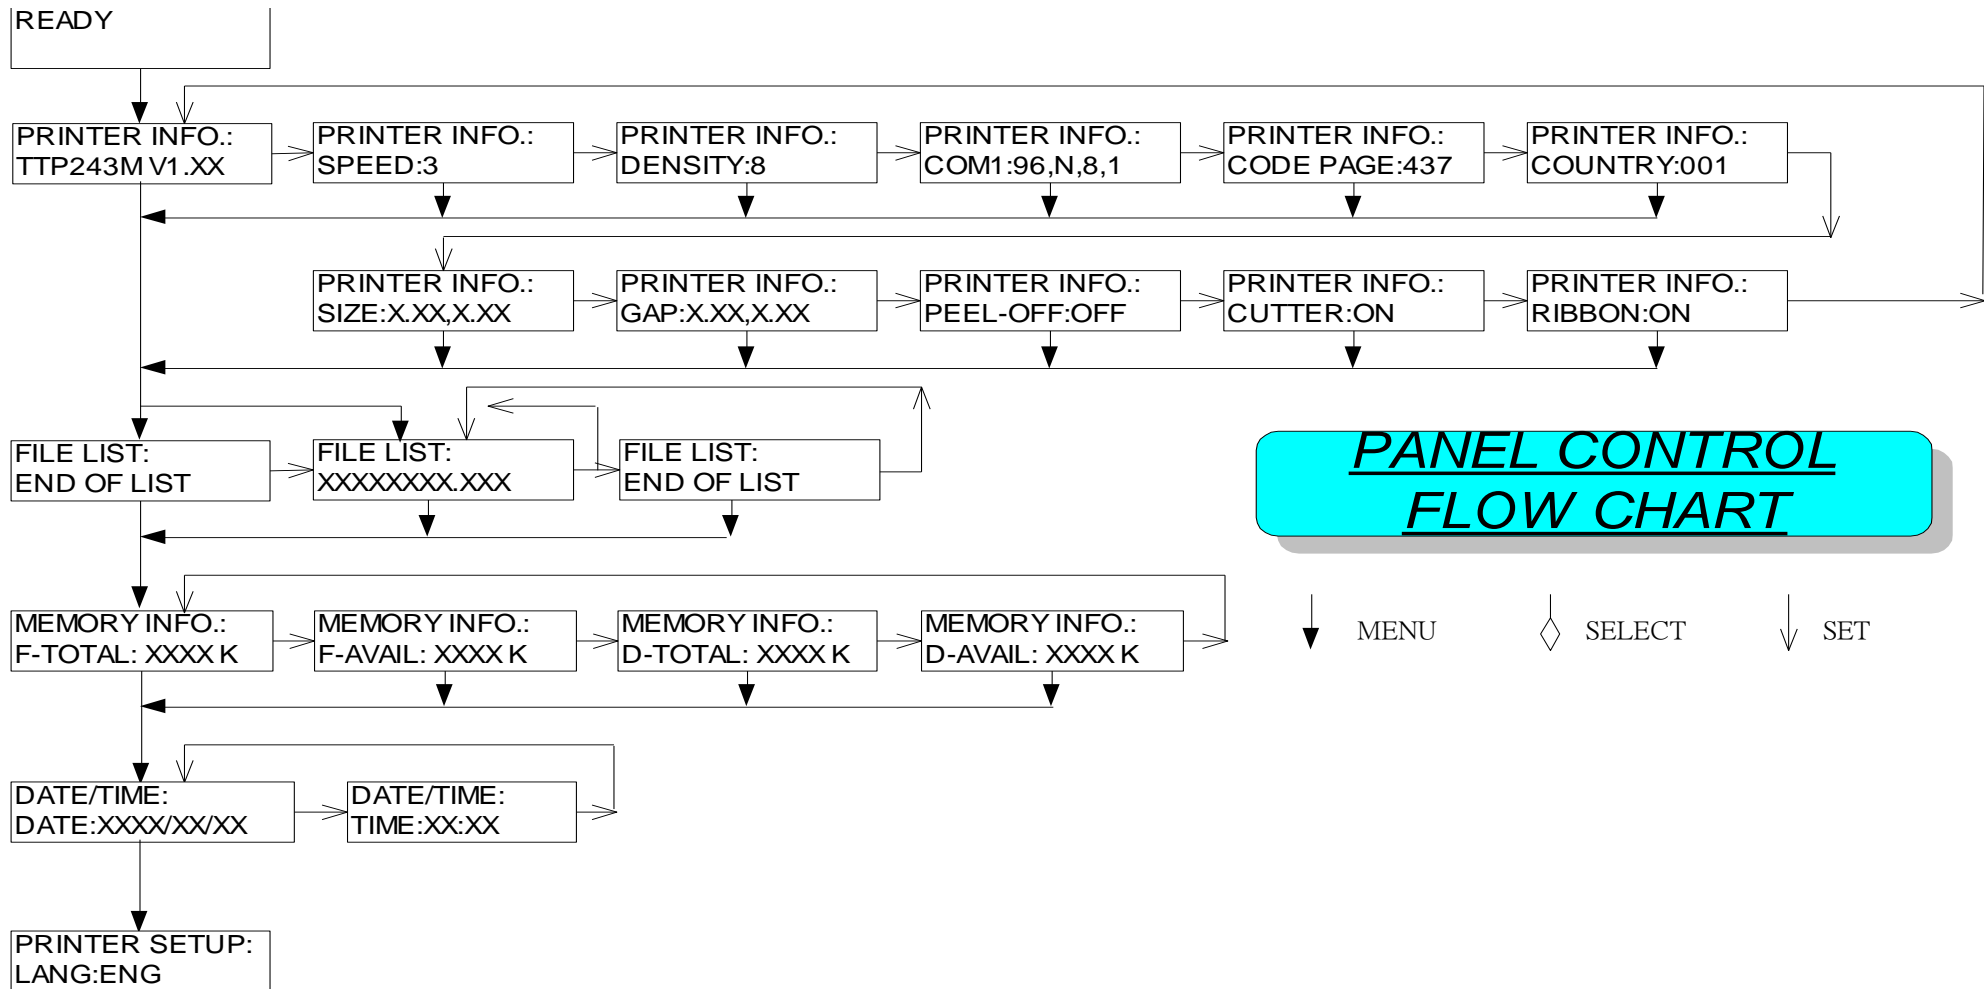 READY
PRINTER INFO.:
TTP243M V1.XX
PRINTER INFO.:
SPEED:3
PRINTER INFO.:
DENSITY:8
PRINTER INFO.:
COM1:96,N,8,1
PRINTER INFO.:
CODE PAGE:437
PRINTER INFO.:
COUNTRY:001
PRINTER INFO.:
SIZE:X.XX,X.XX
PRINTER INFO.:
GAP:X.XX,X.XX
PRINTER INFO.:
PEEL-OFF:OFF
PRINTER INFO.:
CUTTER:ON
PRINTER INFO.:
RIBBON:ON
FILE LIST:
END OF LIST
FILE LIST:
XXXXXXXX.XXX
FILE LIST:
END OF LIST
PANEL CONTROL
FLOW CHART
MENU
SELECT
SET
MEMORY INFO.:
F-TOTAL: XXXX K
MEMORY INFO.:
F-AVAIL: XXXX K
MEMORY INFO.:
D-TOTAL: XXXX K
MEMORY INFO.:
D-AVAIL: XXXX K
DATE/TIME:
DATE:XXXX/XX/XX
DATE/TIME:
TIME:XX:XX
PRINTER SETUP:
LANG:ENG